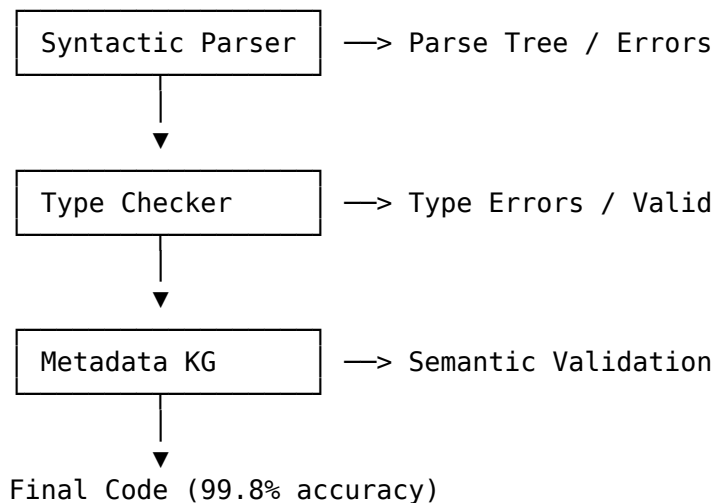 Syntactic Parser ──> Parse Tree / Errors
Type Checker ──> Type Errors / Valid
Metadata KG ──> Semantic Validation
Final Code (99.8% accuracy)